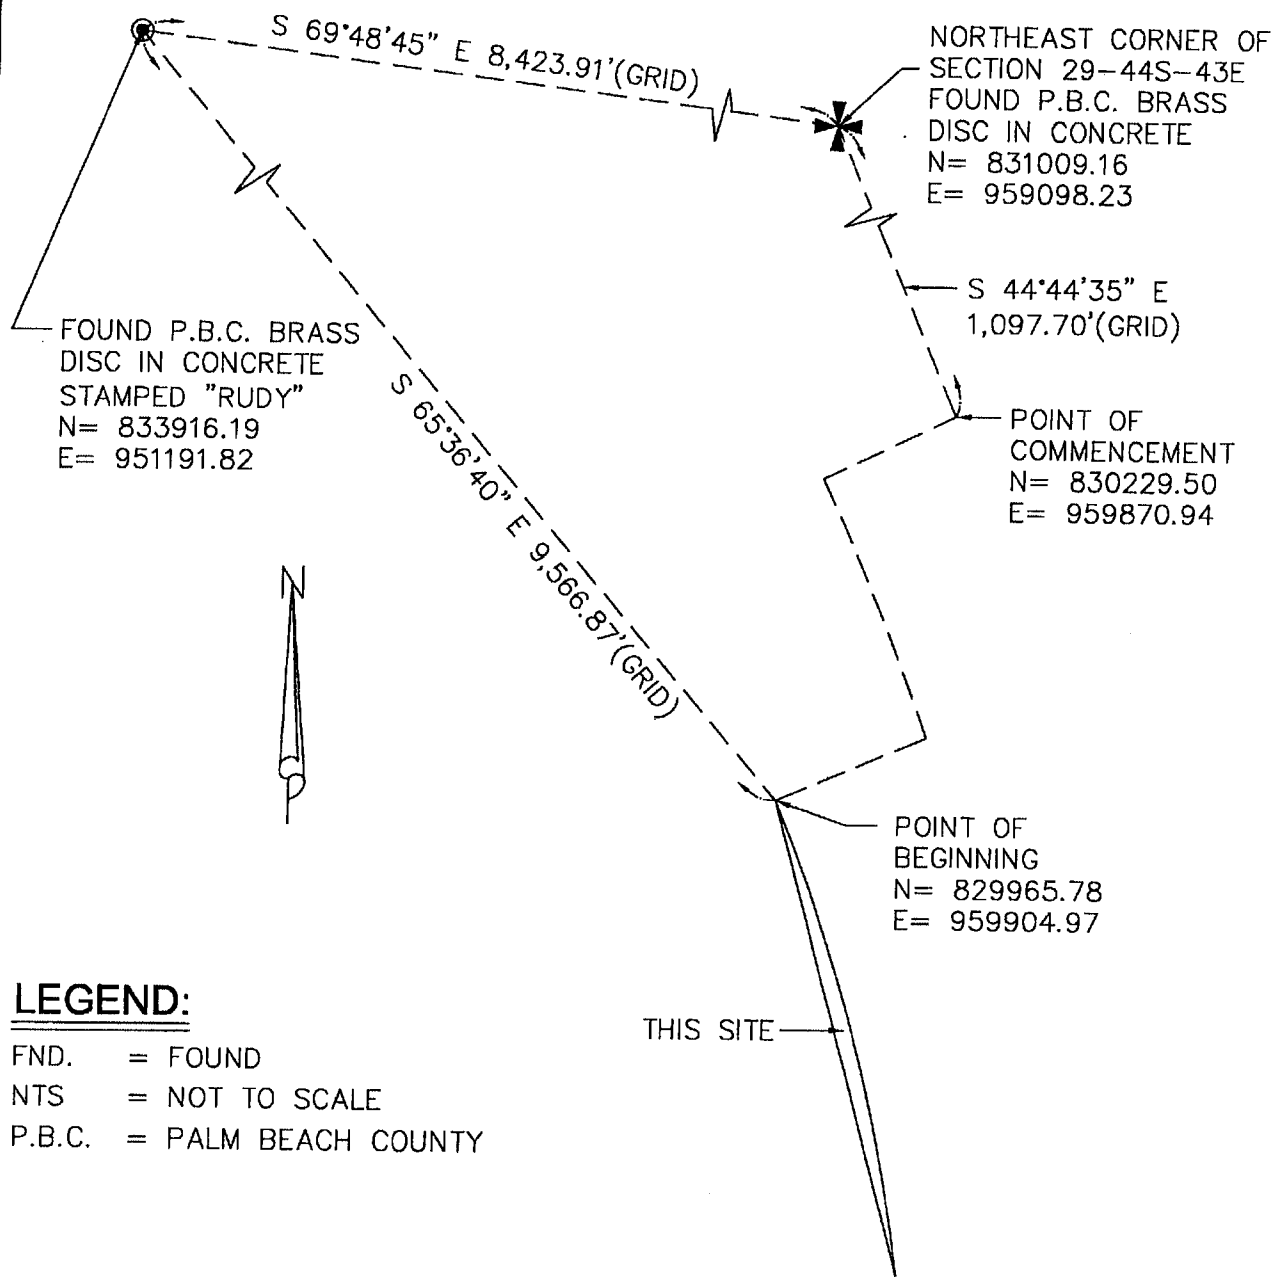 S 69°48'45" E 8,423.91'(GRID)
NORTHEAST CORNER OF
SECTION 29-44S-43E
FOUND P.B.C. BRASS
DISC IN CONCRETE
N= 831009.16
E= 959098.23
S 44°44'35" E
1,097.70'(GRID)
FOUND P.B.C. BRASS
DISC IN CONCRETE
STAMPED "RUDY"
N= 833916.19
E= 951191.82
S 65°36'40" E 9,566.87'(GRID)
POINT OF
COMMENCEMENT
N= 830229.50
E= 959870.94
N
POINT OF
BEGINNING
N= 829965.78
E= 959904.97
THIS SITE
LEGEND:
FND. = FOUND
NTS = NOT TO SCALE
P.B.C. = PALM BEACH COUNTY